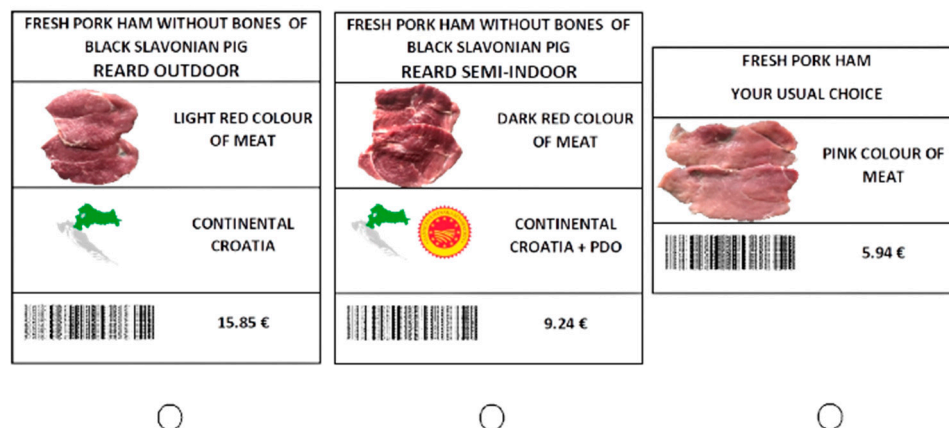 FRESH PORK HAM WITHOUT BONES OF
BLACK SLAVONIAN PIG
REARD OUTDOOR
LIGHT RED COLOUR
OF MEAT
CONTINENTAL
CROATIA
15.85 €
FRESH PORK HAM WITHOUT BONES OF
BLACK SLAVONIAN PIG
REARD SEMI-INDOOR
DARK RED COLOUR
OF MEAT
CONTINENTAL
CROATIA + PDO
9.24 €
FRESH PORK HAM
YOUR USUAL CHOICE
PINK COLOUR OF
MEAT
5.94 €